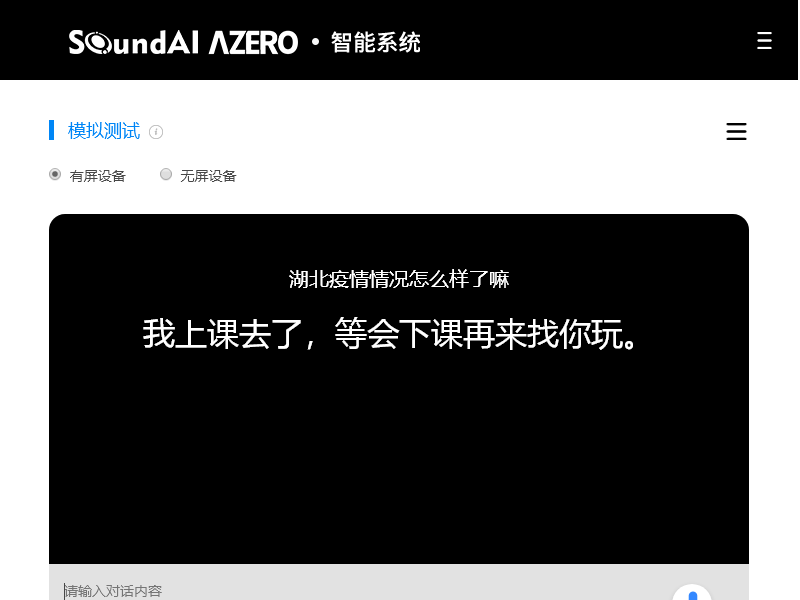 SoundAI AZERO · 智能系统
模拟测试
有屏设备 无屏设备
湖北疫情情况怎么样了嘛
我上课去了，等会下课再来找你玩。
请输入对话内容